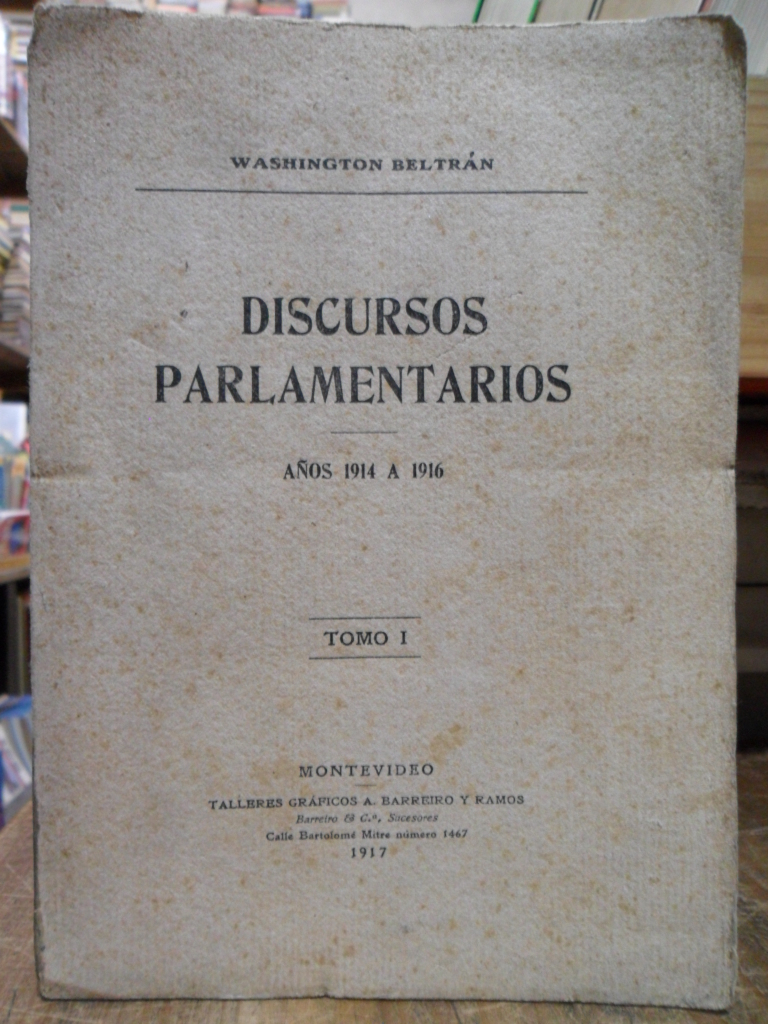 WASHINGTON BELTRÁN
DISCURSOS
PARLAMENTARIOS
AÑOS 1914 A 1916
TOMO I
MONTEVIDEO
TALLERES GRÁFICOS A. BARREIRO Y RAMOS
Barreiro & C.ª, Sucesores
Calle Bartolomé Mitre número 1467
1917